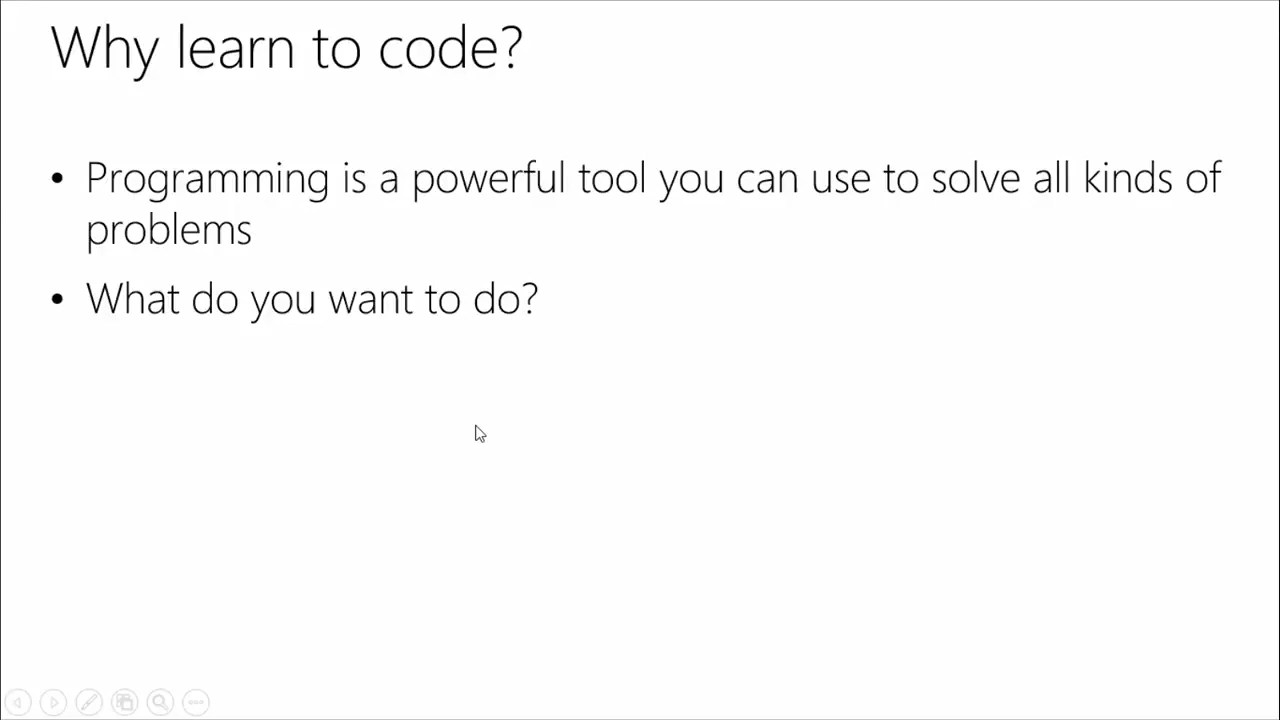 Why learn to code?
• Programming is a powerful tool you can use to solve all kinds of
problems
• What do you want to do?